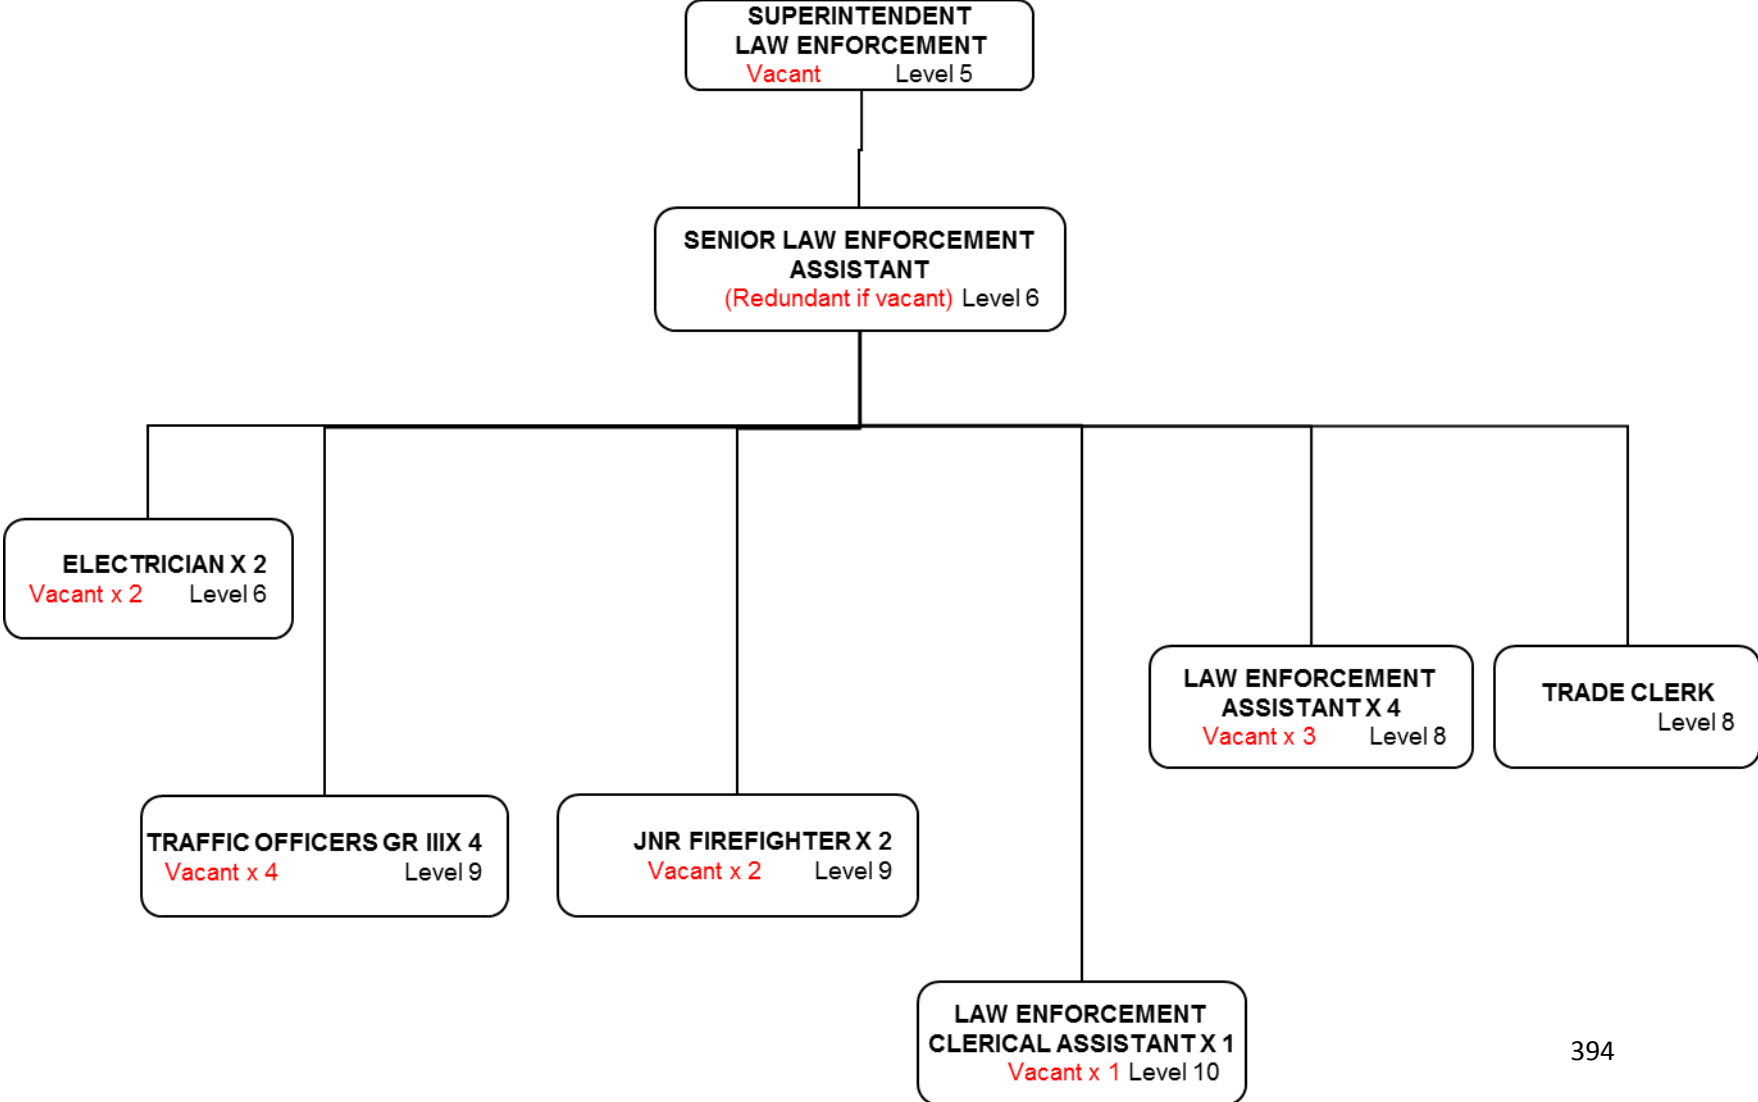 SUPERINTENDENT
LAW ENFORCEMENT
Vacant Level 5
SENIOR LAW ENFORCEMENT
ASSISTANT
(Redundant if vacant) Level 6
ELECTRICIAN X 2
Vacant x 2 Level 6
LAW ENFORCEMENT
ASSISTANT X 4
Vacant x 3 Level 8
TRADE CLERK
Level 8
TRAFFIC OFFICERS GR IIIX 4
Vacant x 4 Level 9
JNR FIREFIGHTER X 2
Vacant x 2 Level 9
LAW ENFORCEMENT
CLERICAL ASSISTANT X 1
Vacant x 1 Level 10
394